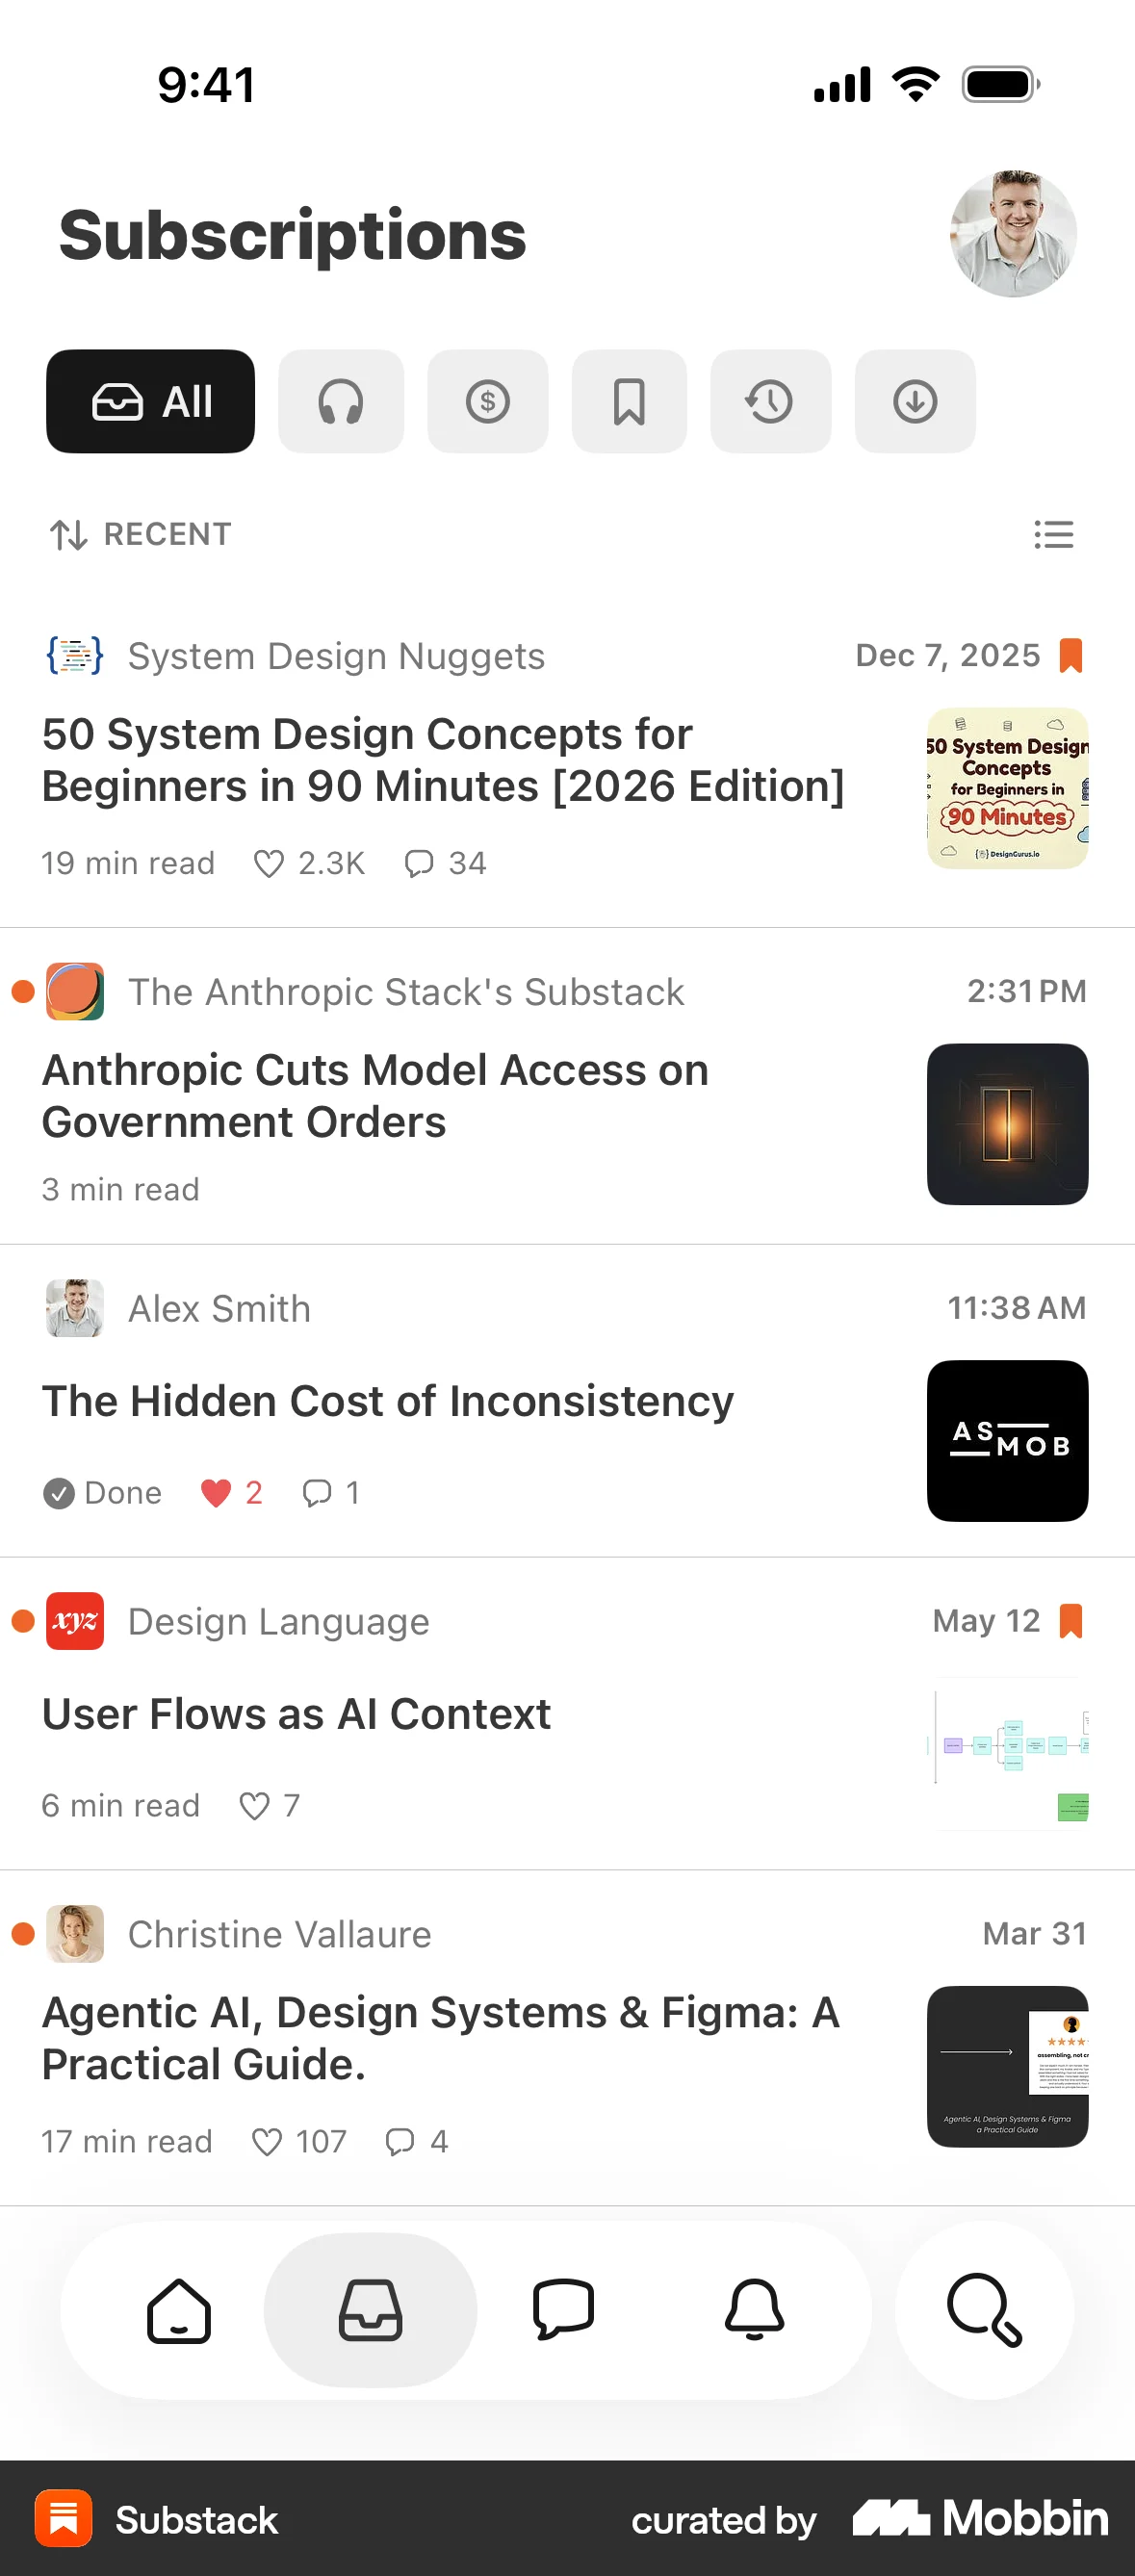 9:41
Subscriptions
All
RECENT
System Design Nuggets
Dec 7, 2025
50 System Design Concepts for
Beginners in 90 Minutes [2026 Edition]
50 System Design
Concepts
for Beginners in
90 Minutes
DesignGurus.io
19 min read 2.3K 34
The Anthropic Stack's Substack
2:31 PM
Anthropic Cuts Model Access on
Government Orders
3 min read
Alex Smith
11:38 AM
The Hidden Cost of Inconsistency
AS
MOB
Done 2 1
xyz
Design Language
May 12
User Flows as AI Context
6 min read 7
Christine Vallaure
Mar 31
Agentic AI, Design Systems & Figma: A
Practical Guide.
assembling, not cr
Agentic AI, Design Systems & Figma
a Practical Guide
17 min read 107 4
Substack
curated by Mobbin